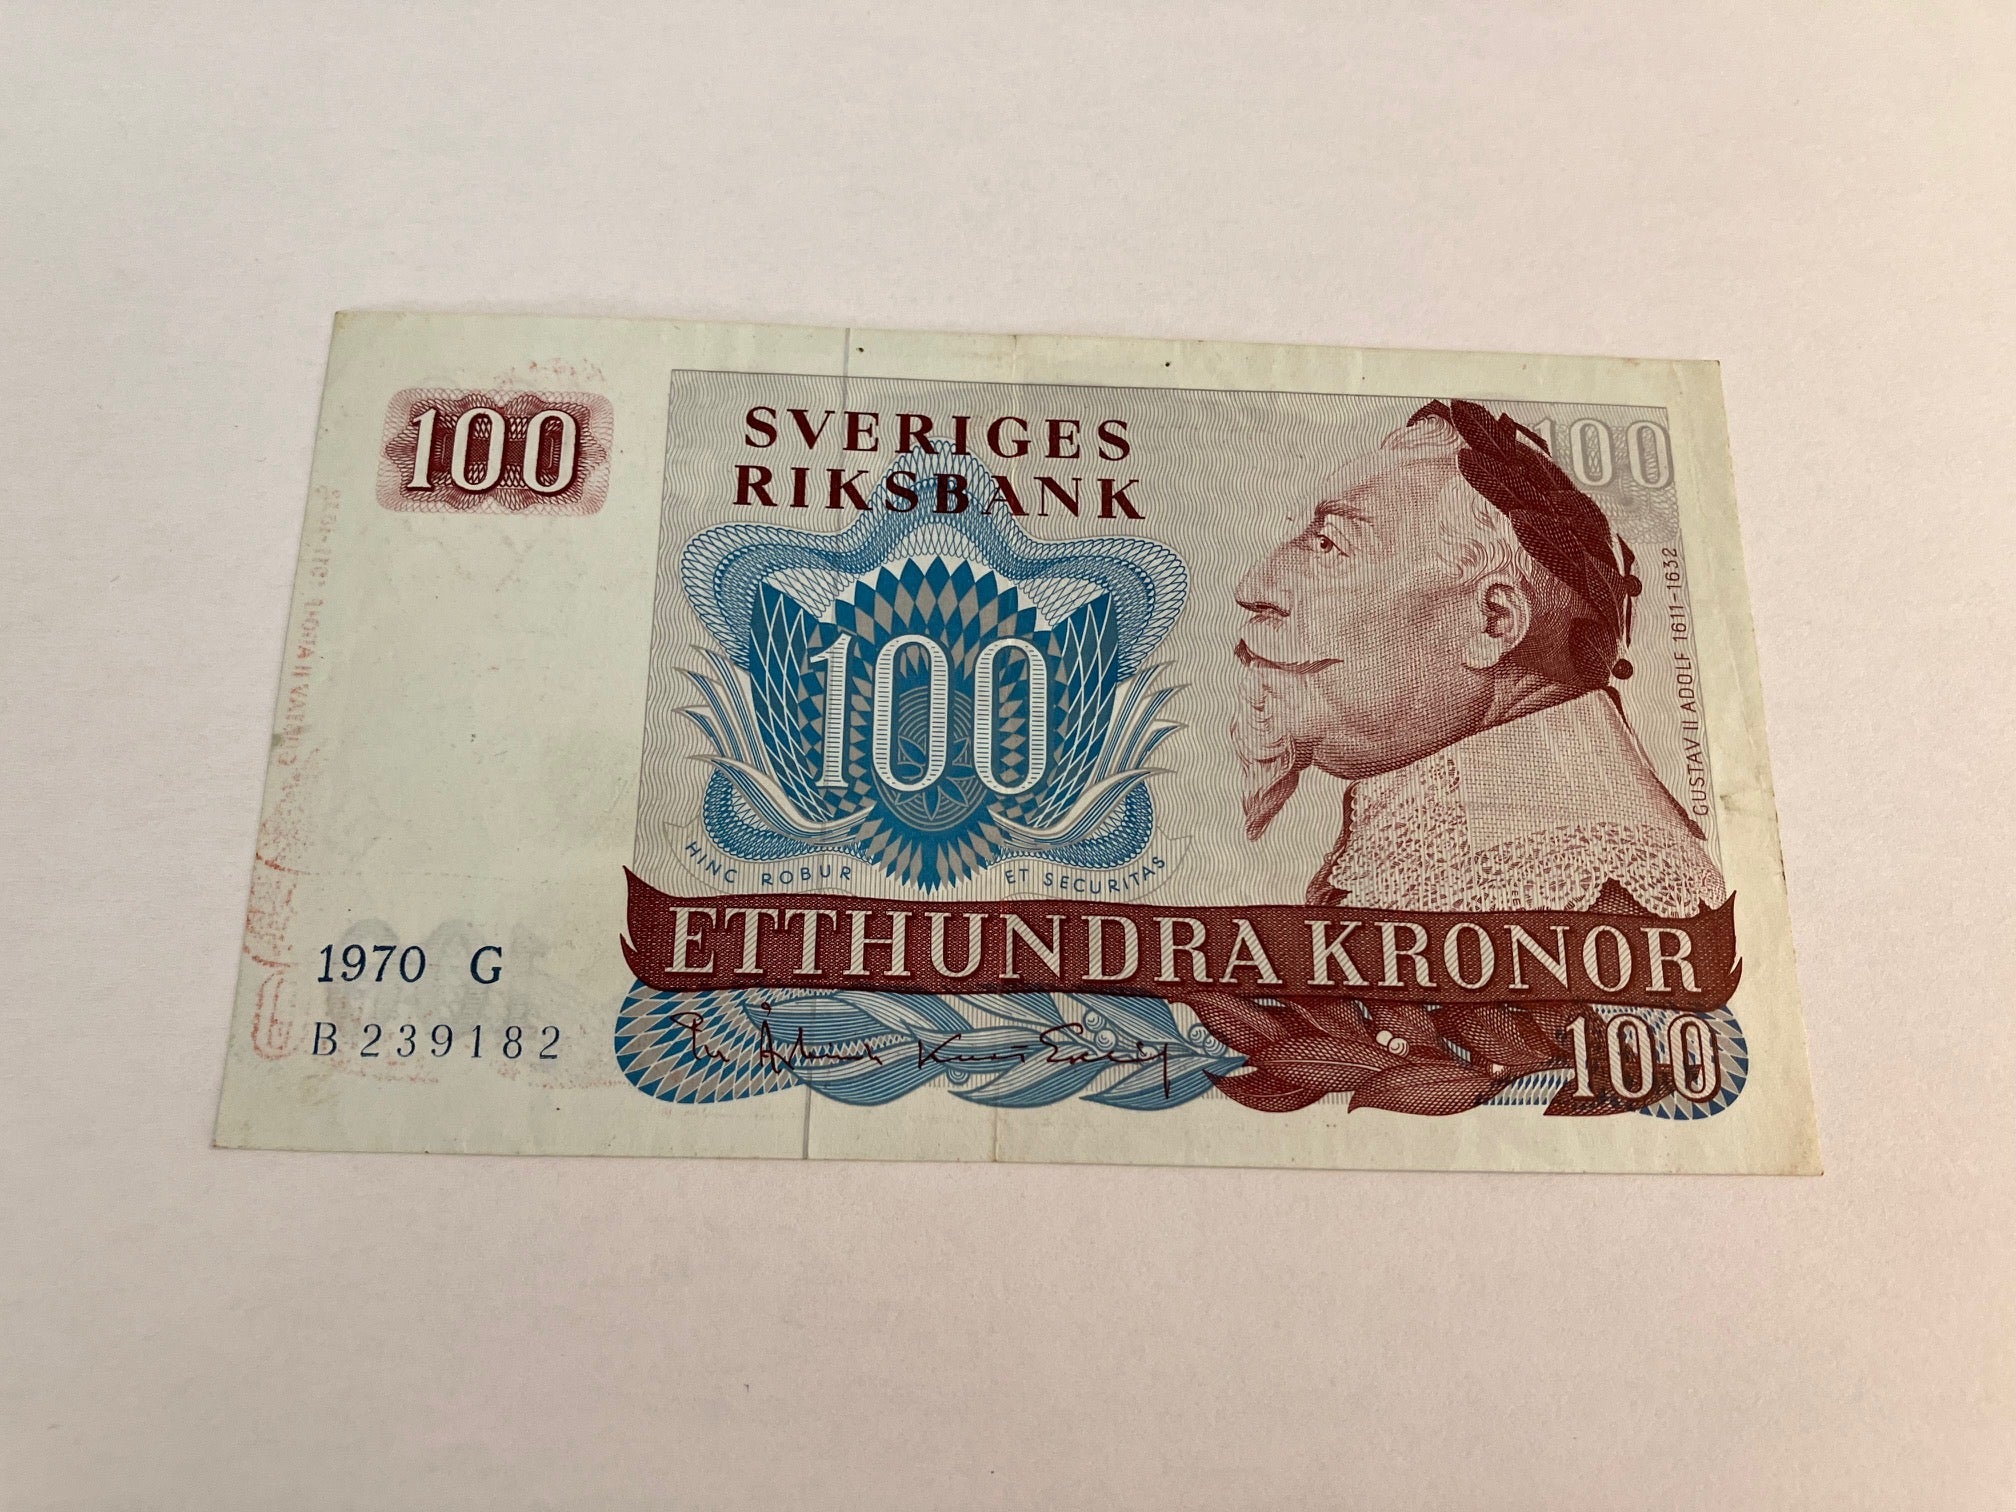 100
SVERIGES
RIKSBANK
100
100
GUSTAV II ADOLF 1611-1632
HINC ROBUR ET SECURITAS
ETTHUNDRA KRONOR
1970 G
B 239182
100